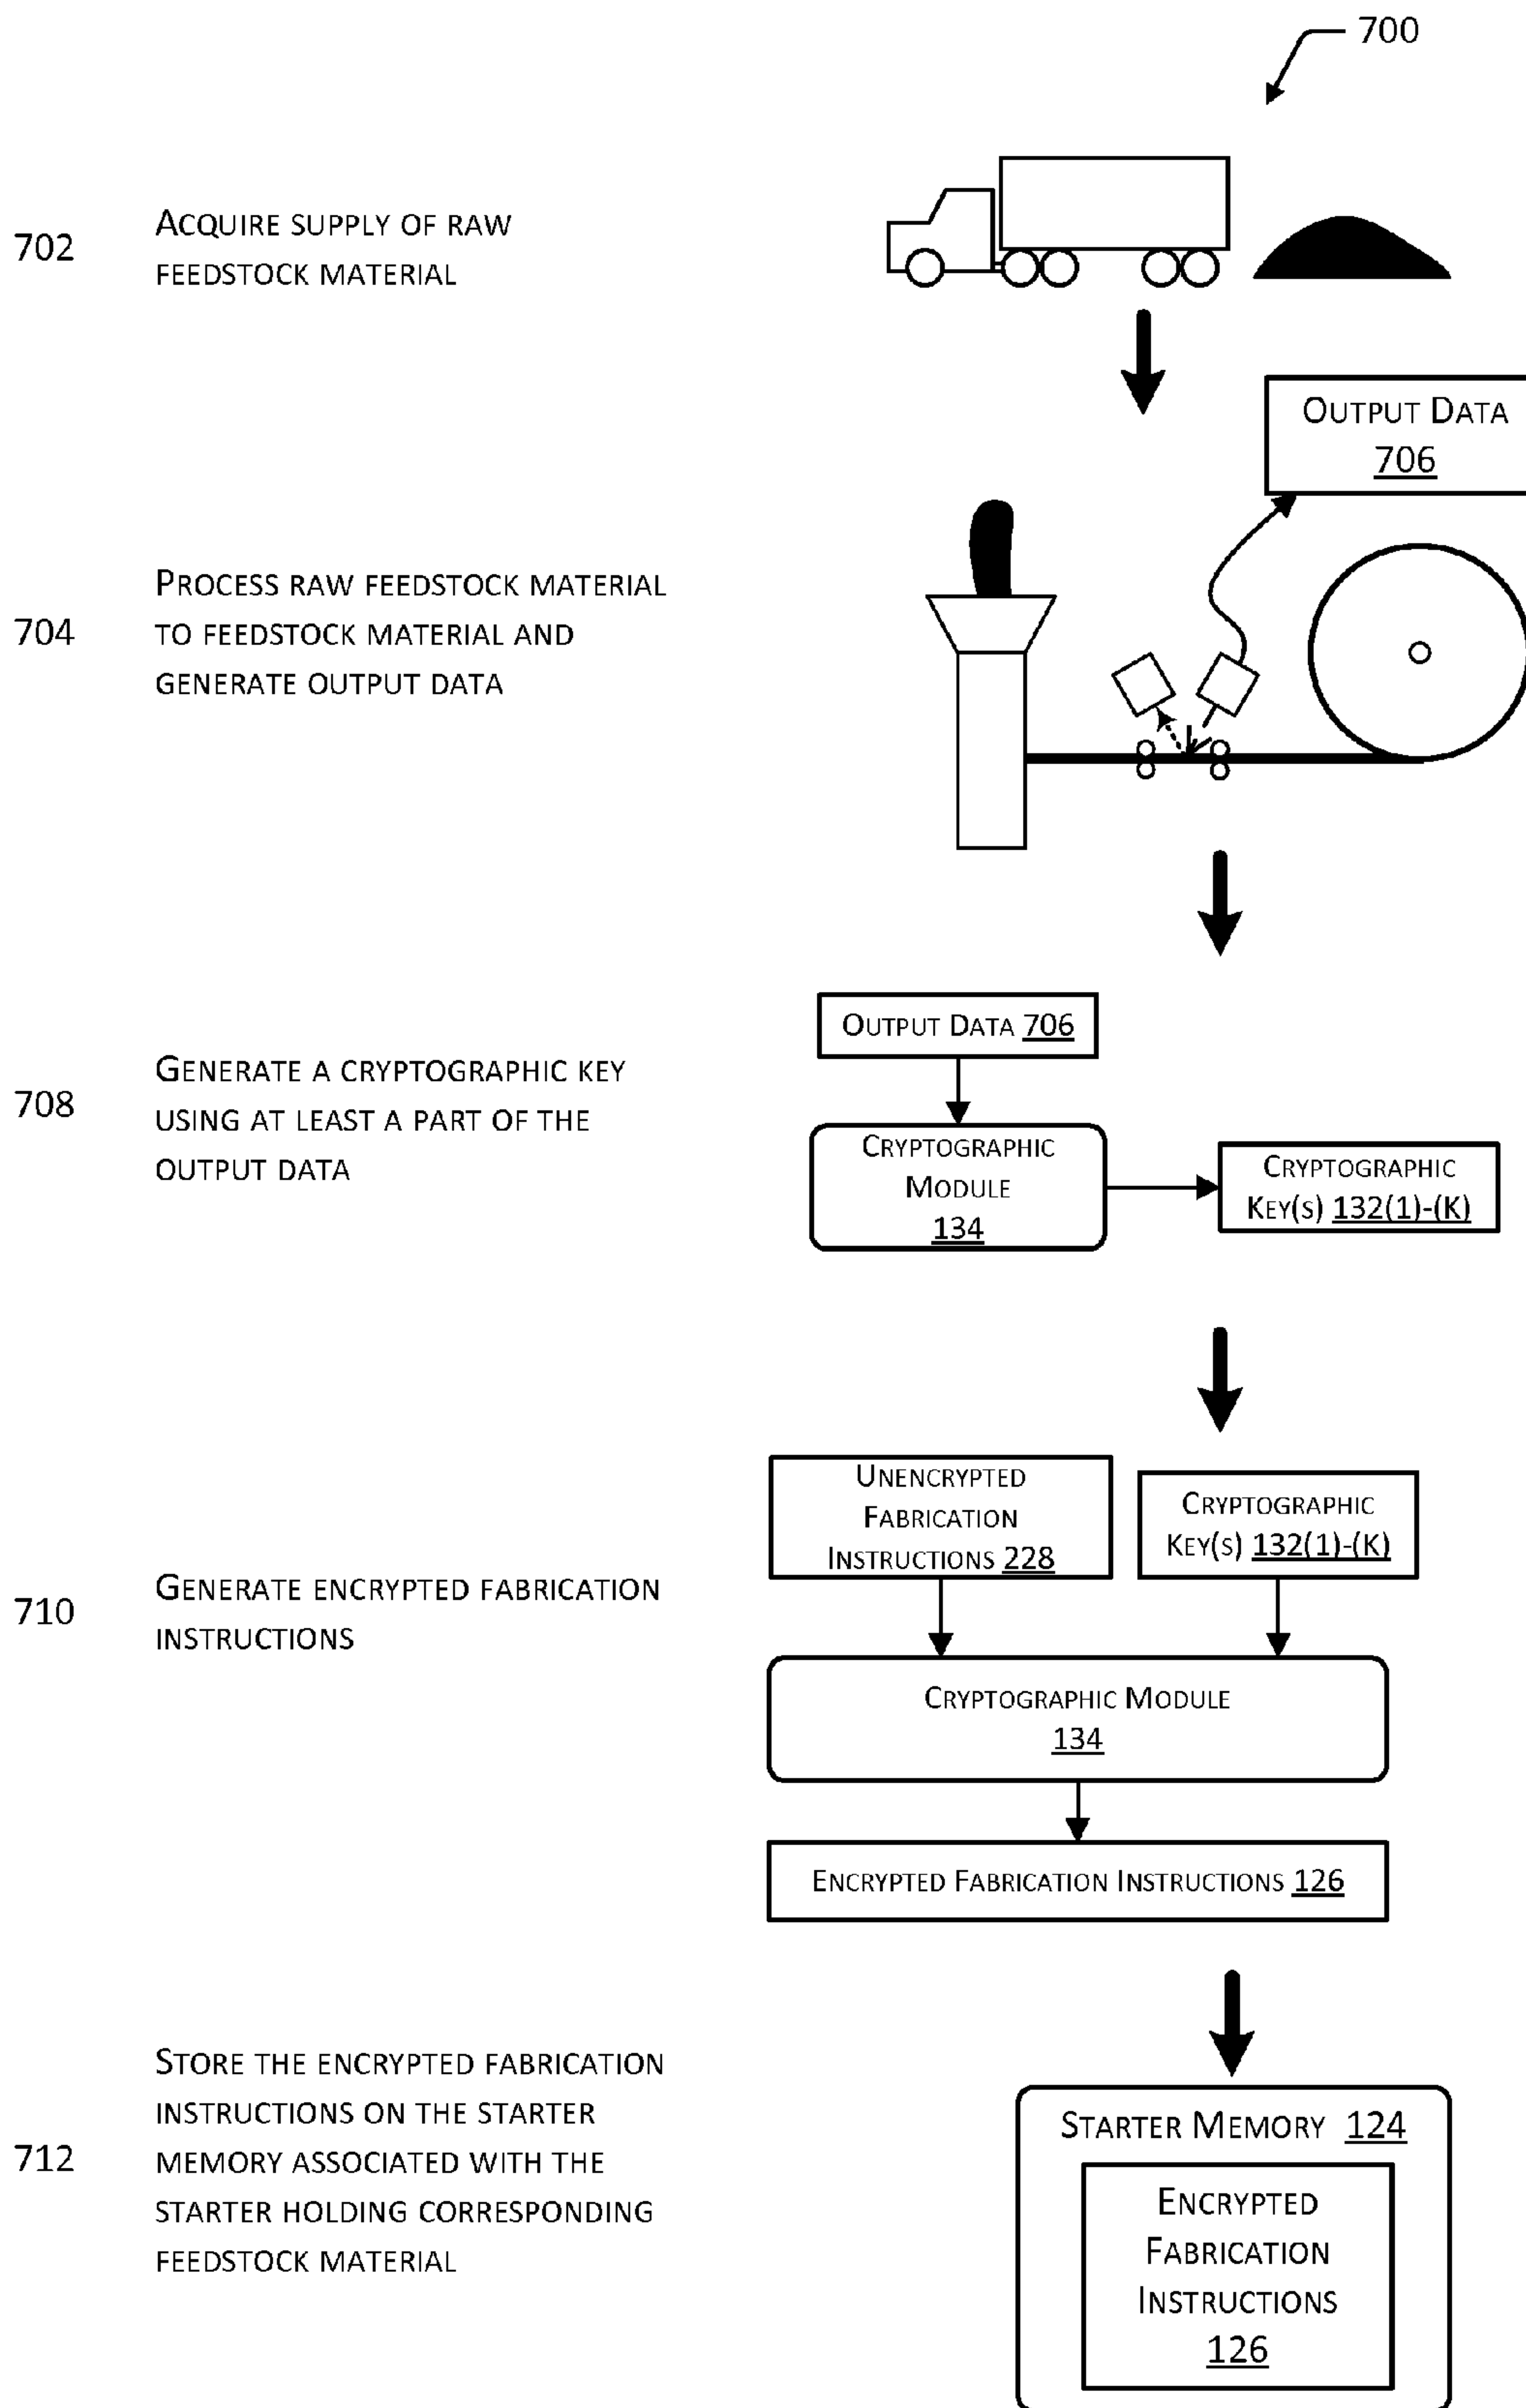 700
702
ACQUIRE SUPPLY OF RAW
FEEDSTOCK MATERIAL
OUTPUT DATA
706
704
PROCESS RAW FEEDSTOCK MATERIAL
TO FEEDSTOCK MATERIAL AND
GENERATE OUTPUT DATA
708
GENERATE A CRYPTOGRAPHIC KEY
USING AT LEAST A PART OF THE
OUTPUT DATA
OUTPUT DATA 706
CRYPTOGRAPHIC
MODULE
134
CRYPTOGRAPHIC
KEY(S) 132(1)-(K)
710
GENERATE ENCRYPTED FABRICATION
INSTRUCTIONS
UNENCRYPTED
FABRICATION
INSTRUCTIONS 228
CRYPTOGRAPHIC
KEY(S) 132(1)-(K)
CRYPTOGRAPHIC MODULE
134
ENCRYPTED FABRICATION INSTRUCTIONS 126
712
STORE THE ENCRYPTED FABRICATION
INSTRUCTIONS ON THE STARTER
MEMORY ASSOCIATED WITH THE
STARTER HOLDING CORRESPONDING
FEEDSTOCK MATERIAL
STARTER MEMORY 124
ENCRYPTED
FABRICATION
INSTRUCTIONS
126